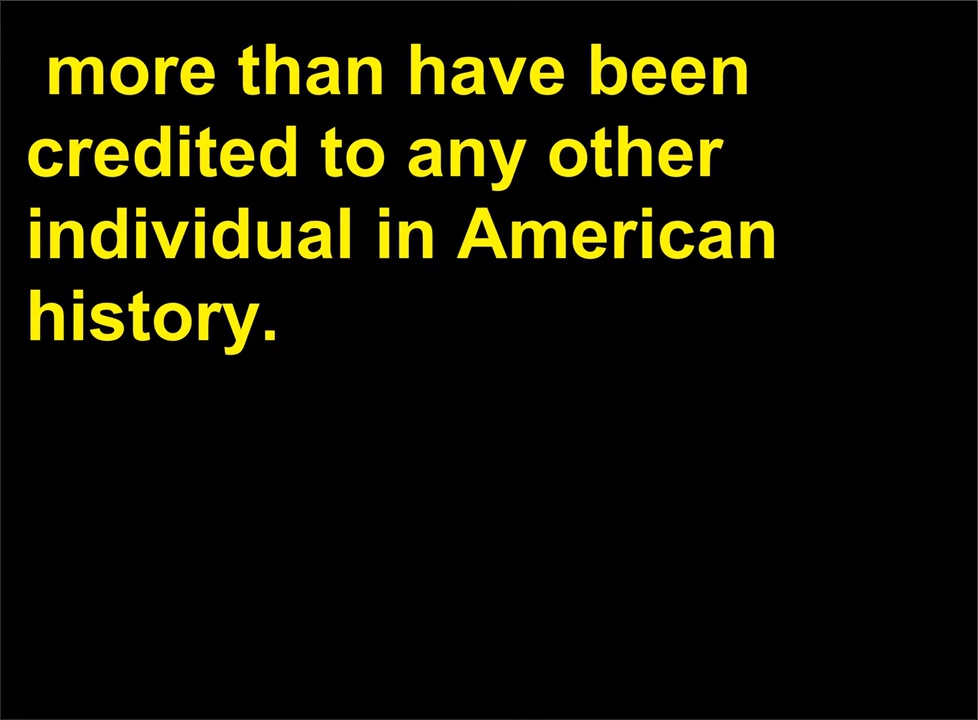 more than have been
credited to any other
individual in American
history.